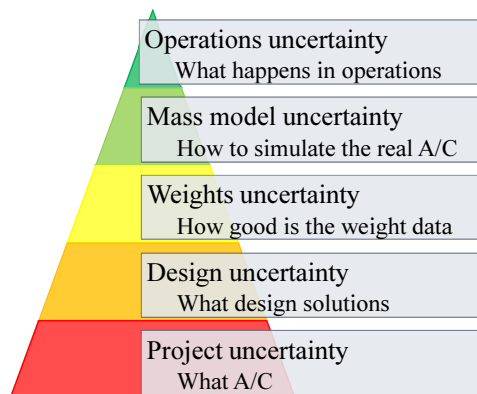 Operations uncertainty
What happens in operations
Mass model uncertainty
How to simulate the real A/C
Weights uncertainty
How good is the weight data
Design uncertainty
What design solutions
Project uncertainty
What A/C